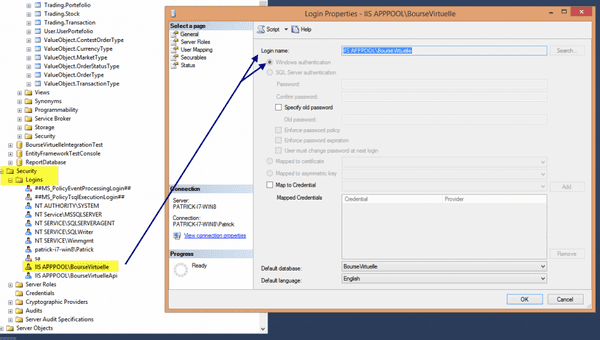 Trading.Portefolio
Trading.Stock
Trading.Transaction
User.UserPortefolio
ValueObject.ContestOrderType
ValueObject.CurrencyType
ValueObject.MarketType
ValueObject.OrderStatusType
ValueObject.OrderType
ValueObject.TransactionType
Views
Synonyms
Programmability
Service Broker
Storage
Security
BourseVirtuelleIntegrationTest
EntityFrameworkTestConsole
ReportDatabase
Security
Logins
##MS_PolicyEventProcessingLogin##
##MS_PolicyTsqlExecutionLogin##
NT AUTHORITY\SYSTEM
NT Service\MSSQLSERVER
NT SERVICE\SQLSERVERAGENT
NT SERVICE\SQLWriter
NT SERVICE\Winmgmt
patrick-i7-win8\Patrick
sa
IIS APPPOOL\BourseVirtuelle
IIS APPPOOL\BourseVirtuelleApi
Server Roles
Credentials
Cryptographic Providers
Audits
Server Audit Specifications
Server Objects
Login Properties - IIS APPPOOL\BourseVirtuelle
Select a page
General
Server Roles
User Mapping
Securables
Status
Connection
Server:
PATRICK-I7-WIN8
Connection:
PATRICK-I7-WIN8\Patrick
View connection properties
Progress
Ready
Script
Help
Login name:
IIS APPPOOL\BourseVirtuelle
Search...
Windows authentication
SQL Server authentication
Password:
Confirm password:
Specify old password
Old password:
Enforce password policy
Enforce password expiration
User must change password at next login
Mapped to certificate
Mapped to asymmetric key
Map to Credential
Add
Mapped Credentials
Credential
Provider
Remove
Default database:
BourseVirtuelle
Default language:
English
OK
Cancel